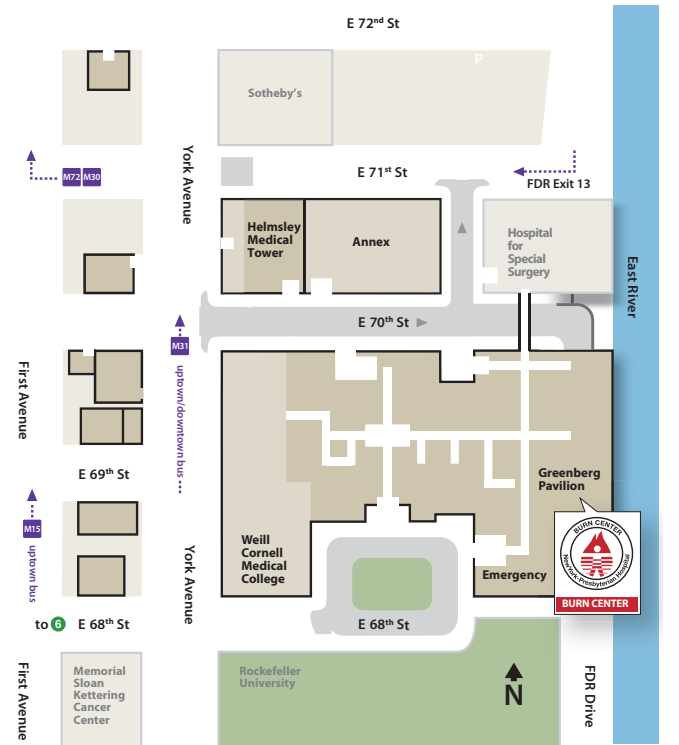 E 72nd St
P
Sotheby's
York Avenue
E 71st St
M72 M30
FDR Exit 13
Helmsley
Medical
Tower
Annex
Hospital
for
Special
Surgery
East River
E 70th St
M31
uptown/downtown bus
First Avenue
E 69th St
Greenberg
Pavilion
M15
uptown bus
BURN CENTER
NewYork-Presbyterian Hospital
BURN CENTER
Weill
Cornell
Medical
College
York Avenue
Emergency
to 6 E 68th St
E 68th St
First Avenue
Memorial
Sloan
Kettering
Cancer
Center
Rockefeller
University
N
FDR Drive